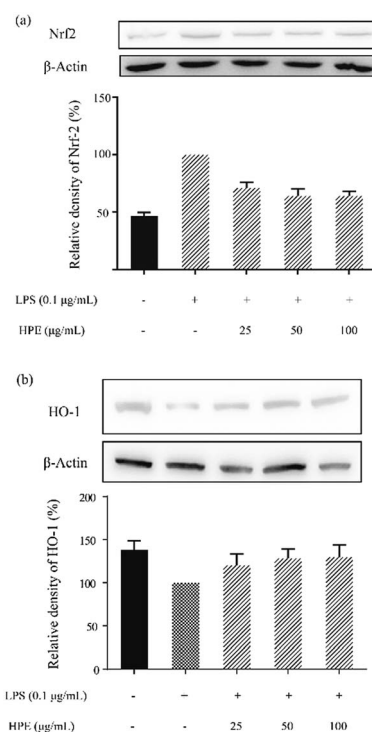 (a)
Nrf2
β-Actin
Relative density of Nrf-2 (%)
150
100
50
0
LPS (0.1 μg/mL) - + + + +
HPE (μg/mL) - - 25 50 100
(b)
HO-1
β-Actin
Relative density of HO-1 (%)
200
150
100
50
0
LPS (0.1 μg/mL) - + + + +
HPE (μg/mL) - - 25 50 100